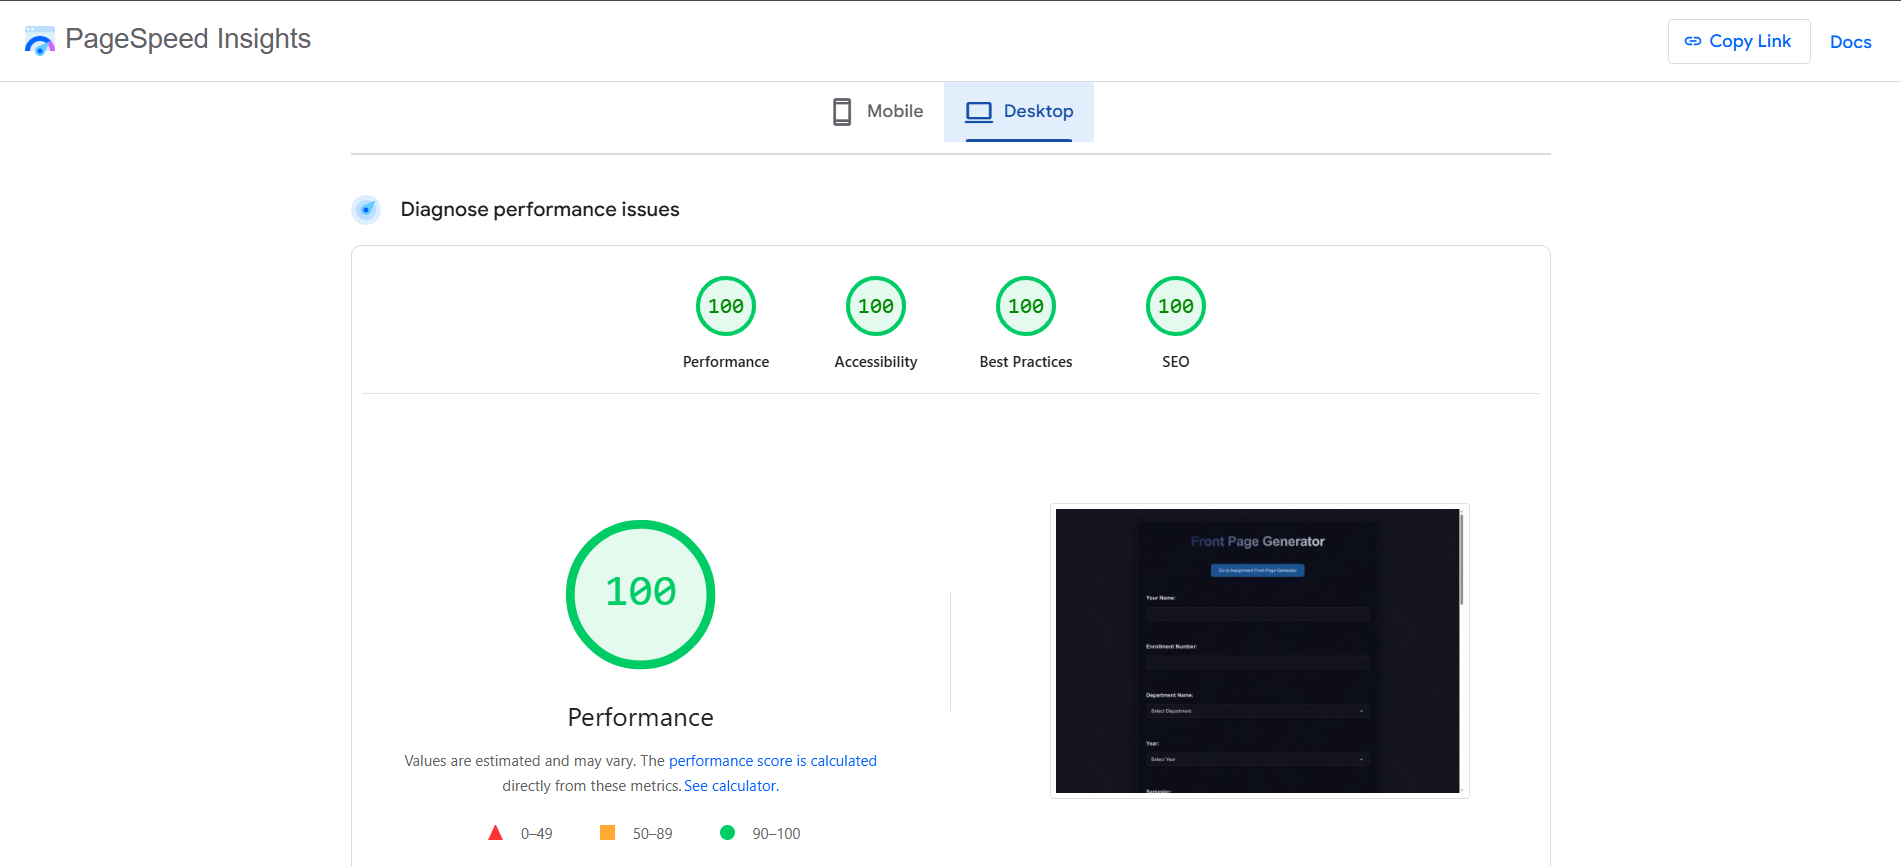 PageSpeed Insights
Copy Link
Docs
Mobile
Desktop
Diagnose performance issues
100
100
100
100
Performance
Accessibility
Best Practices
SEO
100
Performance
Values are estimated and may vary. The performance score is calculated
directly from these metrics. See calculator.
0–49
50–89
90–100
Front Page Generator
Go to Assignment Front Page Generator
Your Name:
Enrollment Number:
Department Name:
Select Department
Year:
Select Year
Semester: